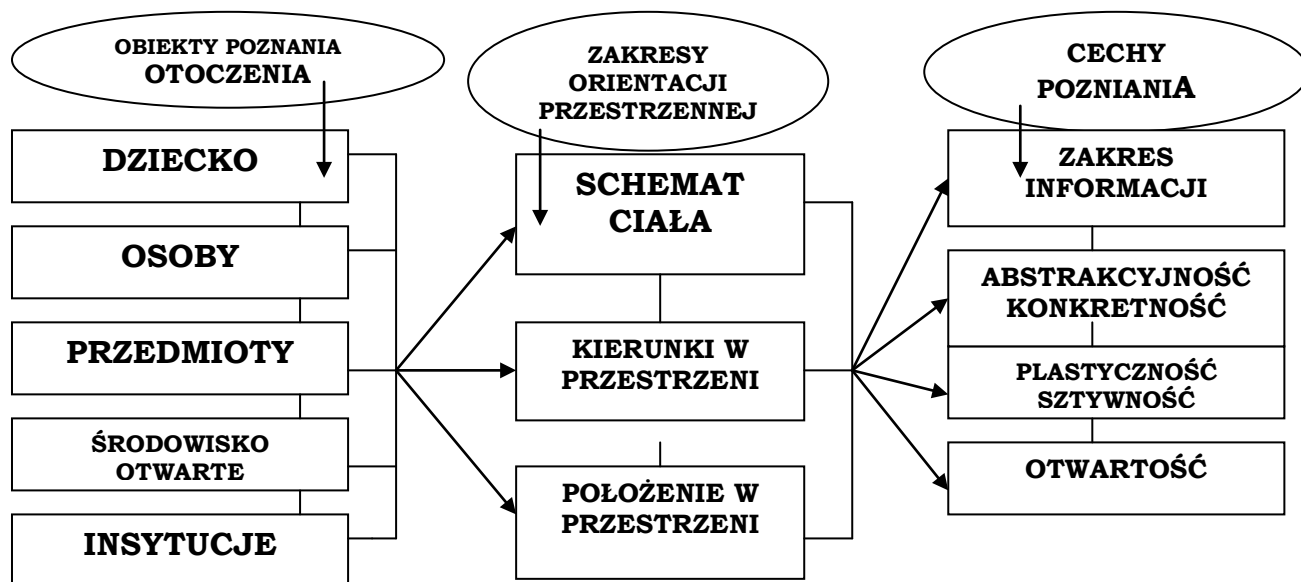 OBIEKTY POZNANIA
OTOCZENIA
DZIECKO
OSOBY
PRZEDMIOTY
ŚRODOWISKO
OTWARTE
INSYTUCJE
ZAKRESY
ORIENTACJI
PRZESTRZENNEJ
SCHEMAT
CIAŁA
KIERUNKI W
PRZESTRZENI
POŁOŻENIE W
PRZESTRZENI
CECHY
POZNIANIA
ZAKRES
INFORMACJI
ABSTRAKCYJNOŚĆ
KONKRETNOŚĆ
PLASTYCZNOŚĆ
SZTYWNOŚĆ
OTWARTOŚĆ